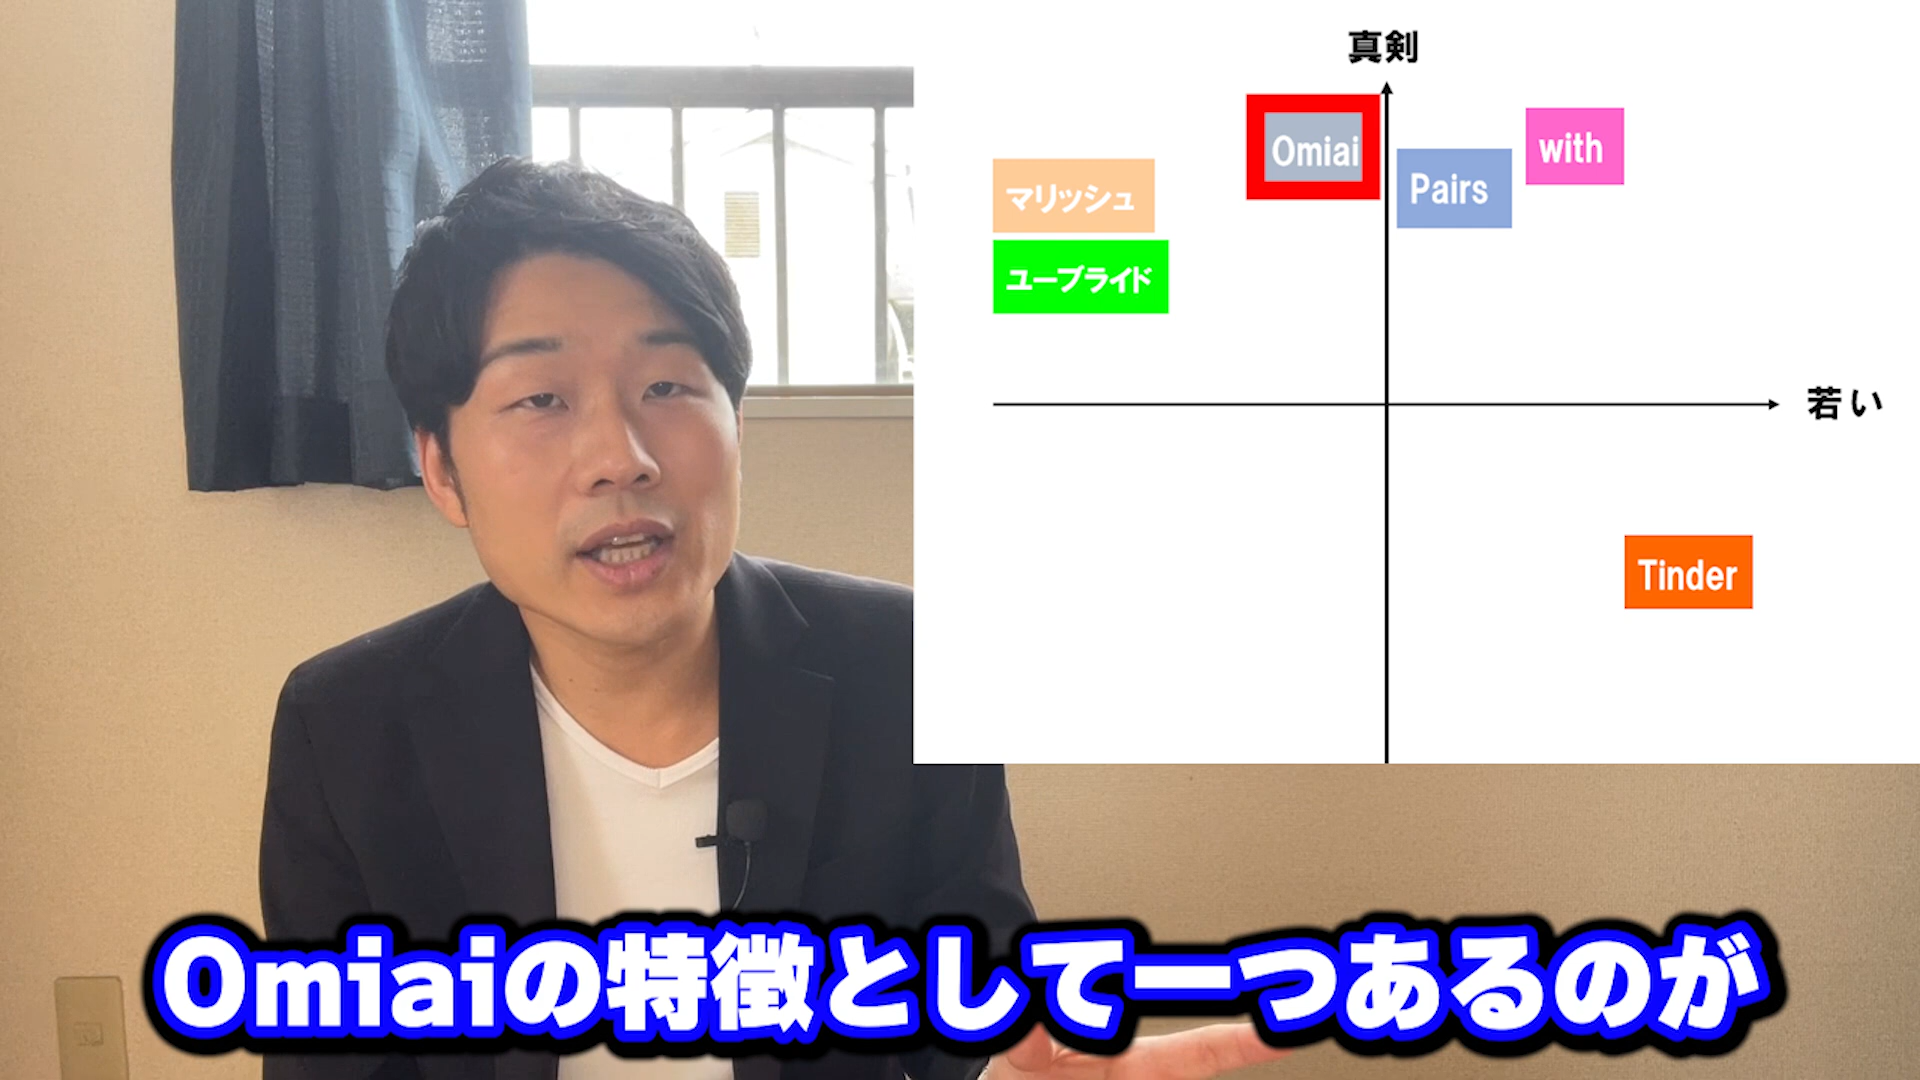 真剣
Omiai
with
Pairs
マリッシュ
ユーブライド
若い
Tinder
Omiaiの特徴として一つあるのが